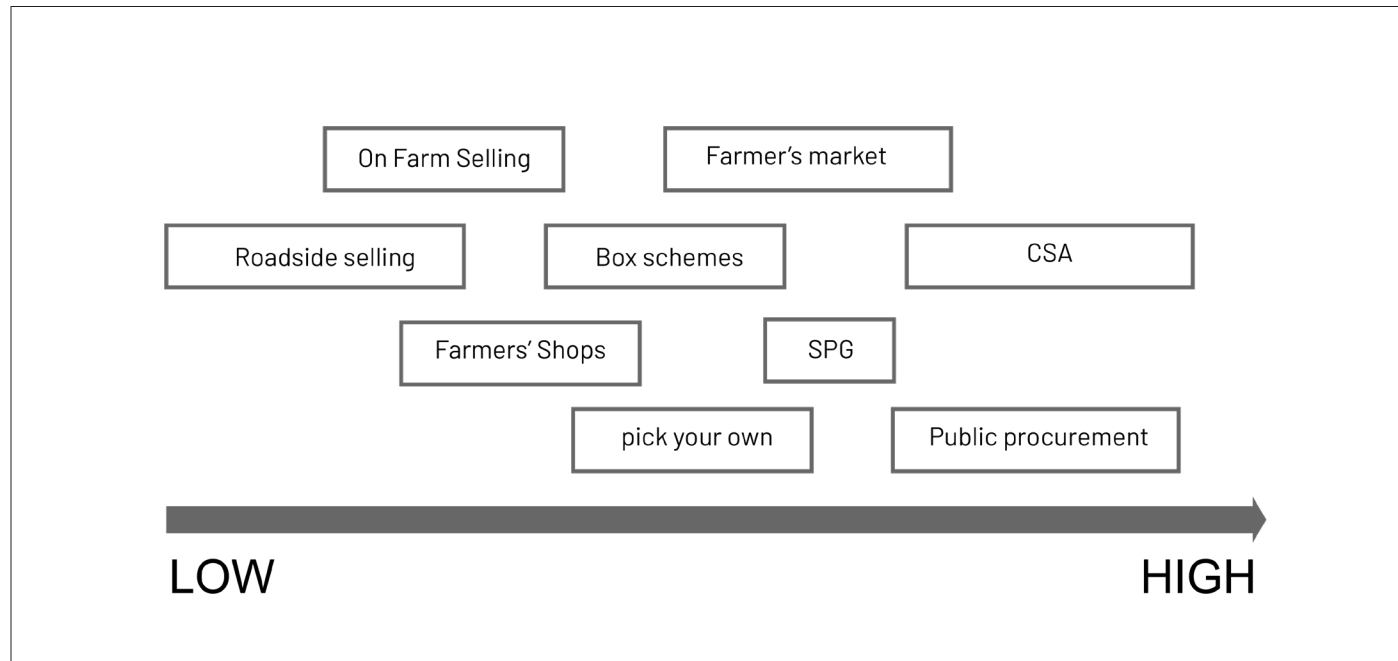 On Farm Selling
Farmer’s market
Roadside selling
Box schemes
CSA
Farmers’ Shops
SPG
pick your own
Public procurement
LOW
HIGH